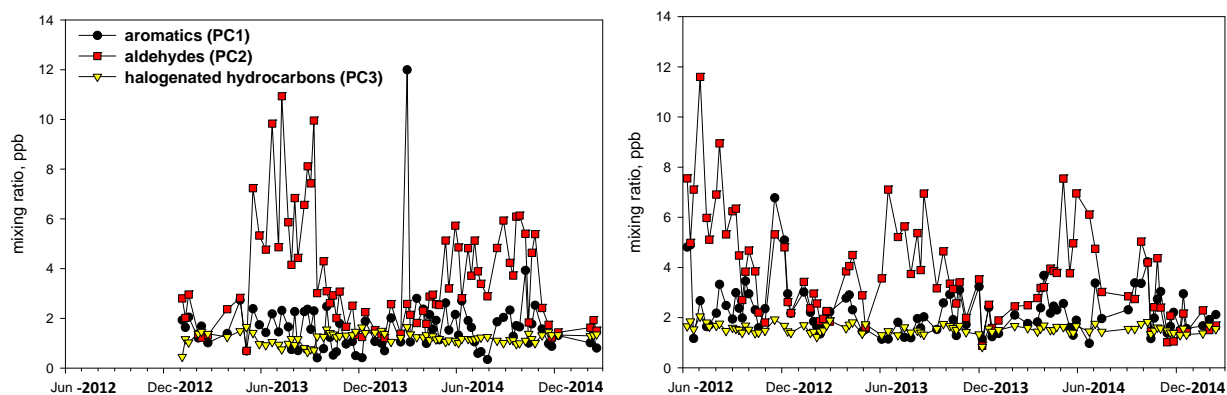 14
12
10
8
6
4
2
0
mixing ratio, ppb
aromatics (PC1)
aldehydes (PC2)
halogenated hydrocarbons (PC3)
Jun -2012 Dec-2012 Jun-2013 Dec-2013 Jun-2014 Dec-2014
14
12
10
8
6
4
2
0
mixing ratio, ppb
Jun -2012 Dec-2012 Jun-2013 Dec-2013 Jun-2014 Dec-2014